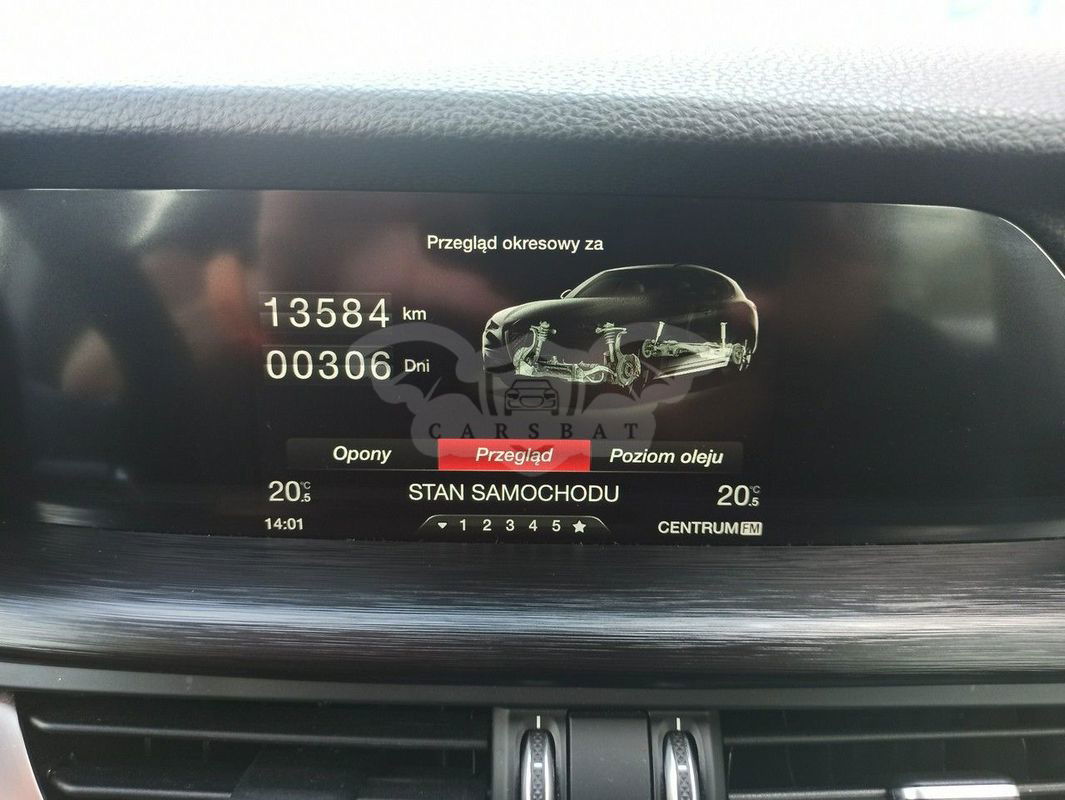 Przegląd okresowy za
13584 km
00306 Dni
CARSBAT
Opony Przegląd Poziom oleju
20.5°C STAN SAMOCHODU 20.5°C
14:01 1 2 3 4 5 CENTRUM FM